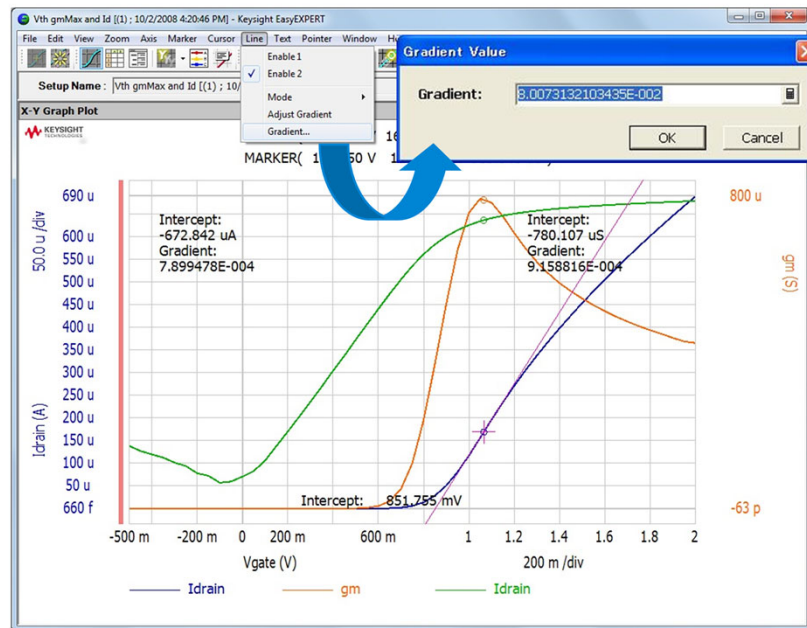 Vth gmMax and Id [(1) ; 10/2/2008 4:20:46 PM] - Keysight EasyEXPERT
File Edit View Zoom Axis Marker Cursor Line Text Pointer Window
Setup Name : Vth gmMax and Id [(1) ; 10/
Enable 1
Enable 2
Mode
Adjust Gradient
Gradient...
Gradient Value
Gradient:
8.0073132103435E-002
OK
Cancel
X-Y Graph Plot
KEYSIGHT
TECHNOLOGIES
MARKER(
690 u
600 u
550 u
500 u
450 u
400 u
350 u
300 u
250 u
200 u
150 u
100 u
50 u
660 f
50.0 u /div
Idrain (A)
Intercept:
-672.842 uA
Gradient:
7.899478E-004
Intercept:
-780.107 uS
Gradient:
9.158816E-004
Intercept: 851.755 mV
800 u
gm (S)
-63 p
-500 m -200 m 0 200 m 600 m 1 1.2 1.4 1.6 1.8 2
Vgate (V)
200 m /div
Idrain gm Idrain